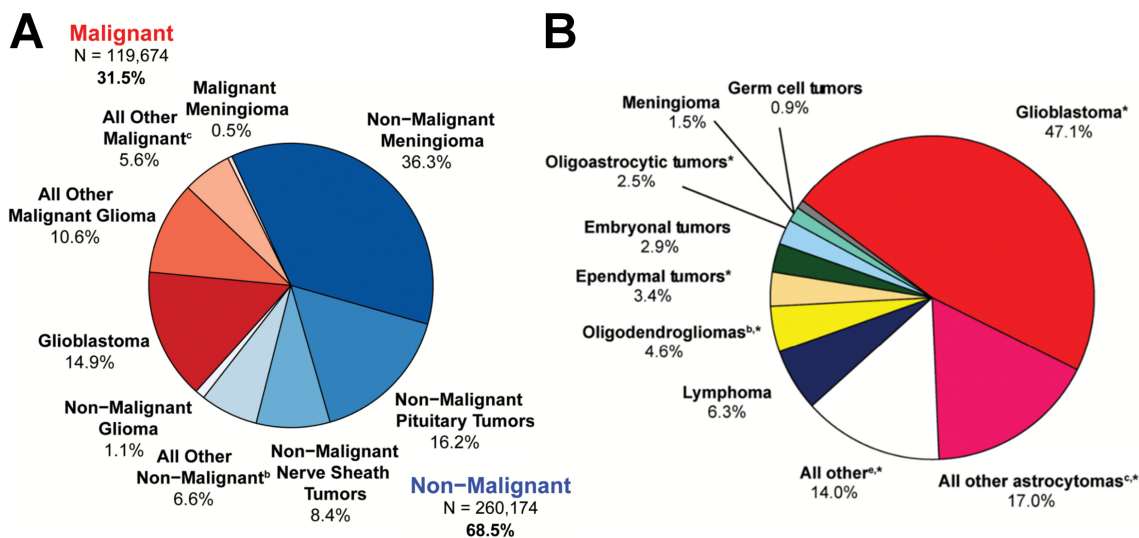 A
Malignant
N = 119,674
31.5%
Malignant
Meningioma
0.5%
All Other
Malignantᶜ
5.6%
Non−Malignant
Meningioma
36.3%
All Other
Malignant Glioma
10.6%
Glioblastoma
14.9%
Non−Malignant
Glioma
1.1%
All Other
Non−Malignantᵇ
6.6%
Non−Malignant
Nerve Sheath
Tumors
8.4%
Non−Malignant
Pituitary Tumors
16.2%
Non−Malignant
N = 260,174
68.5%
B
Germ cell tumors
0.9%
Meningioma
1.5%
Glioblastoma*
47.1%
Oligoastrocytic tumors*
2.5%
Embryonal tumors
2.9%
Ependymal tumors*
3.4%
Oligodendrogliomasᵇ,*
4.6%
Lymphoma
6.3%
All otherᵉ,*
14.0%
All other astrocytomasᶜ,*
17.0%